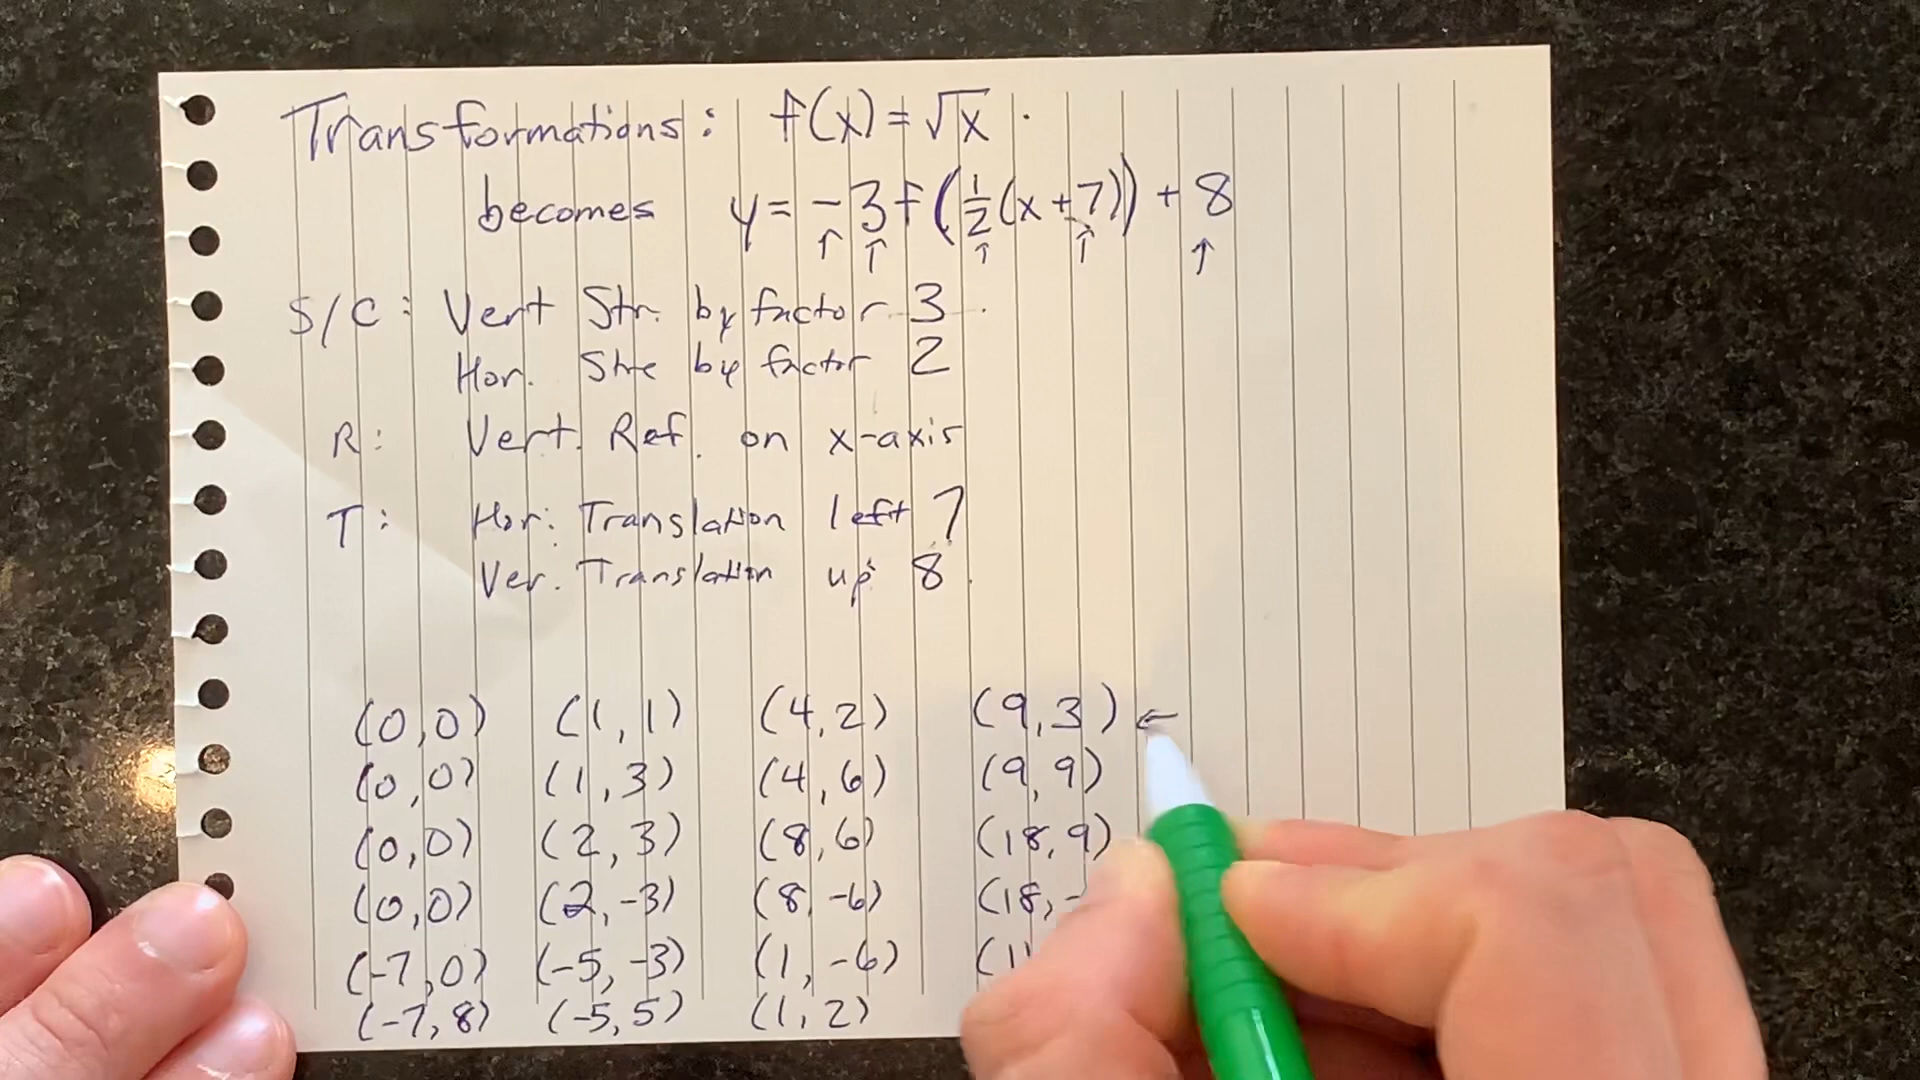 Transformations: f(x) = √x
becomes y = -3f(½(x+7)) + 8
↑ ↑ ↑ ↑ ↑
S/C: Vert Str. by factor 3
Hor. Stre by factor 2
R: Vert. Ref. on x-axis
T: Hor: Translation left 7
Ver. Translation up 8
(0,0) (1,1) (4,2) (9,3) ←
(0,0) (1,3) (4,6) (9,9)
(0,0) (2,3) (8,6) (18,9)
(0,0) (2,-3) (8,-6) (18,-
(-7,0) (-5,-3) (1,-6) (11
(-7,8) (-5,5) (1,2)